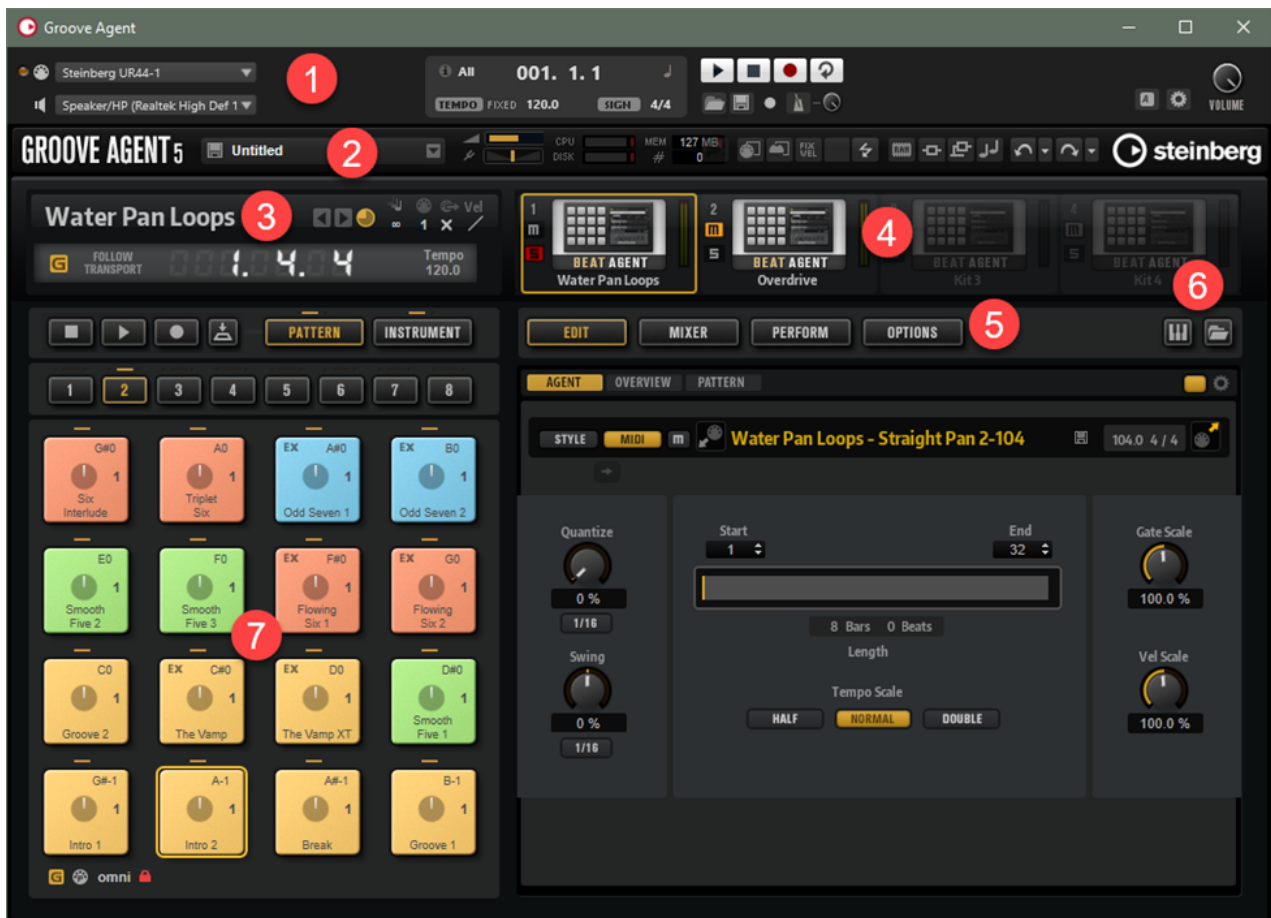 Groove Agent
Steinberg UR44-1
1
All 001. 1. 1
Speaker/HP (Realtek High Def 1
TEMPO FIXED 120.0 SIGN 4/4
A
VOLUME
GROOVE AGENT 5
Untitled
2
CPU
DISK
MEM 127 MB
# 0
FIX VEL
steinberg
Water Pan Loops
3
∞ 1 X Vel
G FOLLOW TRANSPORT
1. 4. 4
Tempo
120.0
1 m S
BEAT AGENT
Water Pan Loops
2 m S
BEAT AGENT
Overdrive
4
BEAT AGENT
Kit 3
4 m S
BEAT AGENT
Kit 4
6
PATTERN INSTRUMENT
EDIT MIXER PERFORM OPTIONS
5
1 2 3 4 5 6 7 8
AGENT OVERVIEW PATTERN
STYLE MIDI m Water Pan Loops - Straight Pan 2-104 104.0 4 / 4
G#0 A0 EX A#0 EX B0
1 1 1 1
Six Interlude
Triplet Six
Odd Seven 1
Odd Seven 2
E0 F0 EX F#0 EX G0
1 1 1 1
Smooth Five 2
Smooth Five 3
Flowing Six 1
Flowing Six 2
7
C0 EX C#0 EX D0 D#0
1 1 1 1
Groove 2
The Vamp
The Vamp XT
Smooth Five 1
G#-1 A-1 A#-1 B-1
1 1 1 1
Intro 1
Intro 2
Break
Groove 1
G omni
Quantize
0 %
1/16
Swing
0 %
1/16
Start
1
End
32
8 Bars 0 Beats
Length
Tempo Scale
HALF NORMAL DOUBLE
Gate Scale
100.0 %
Vel Scale
100.0 %